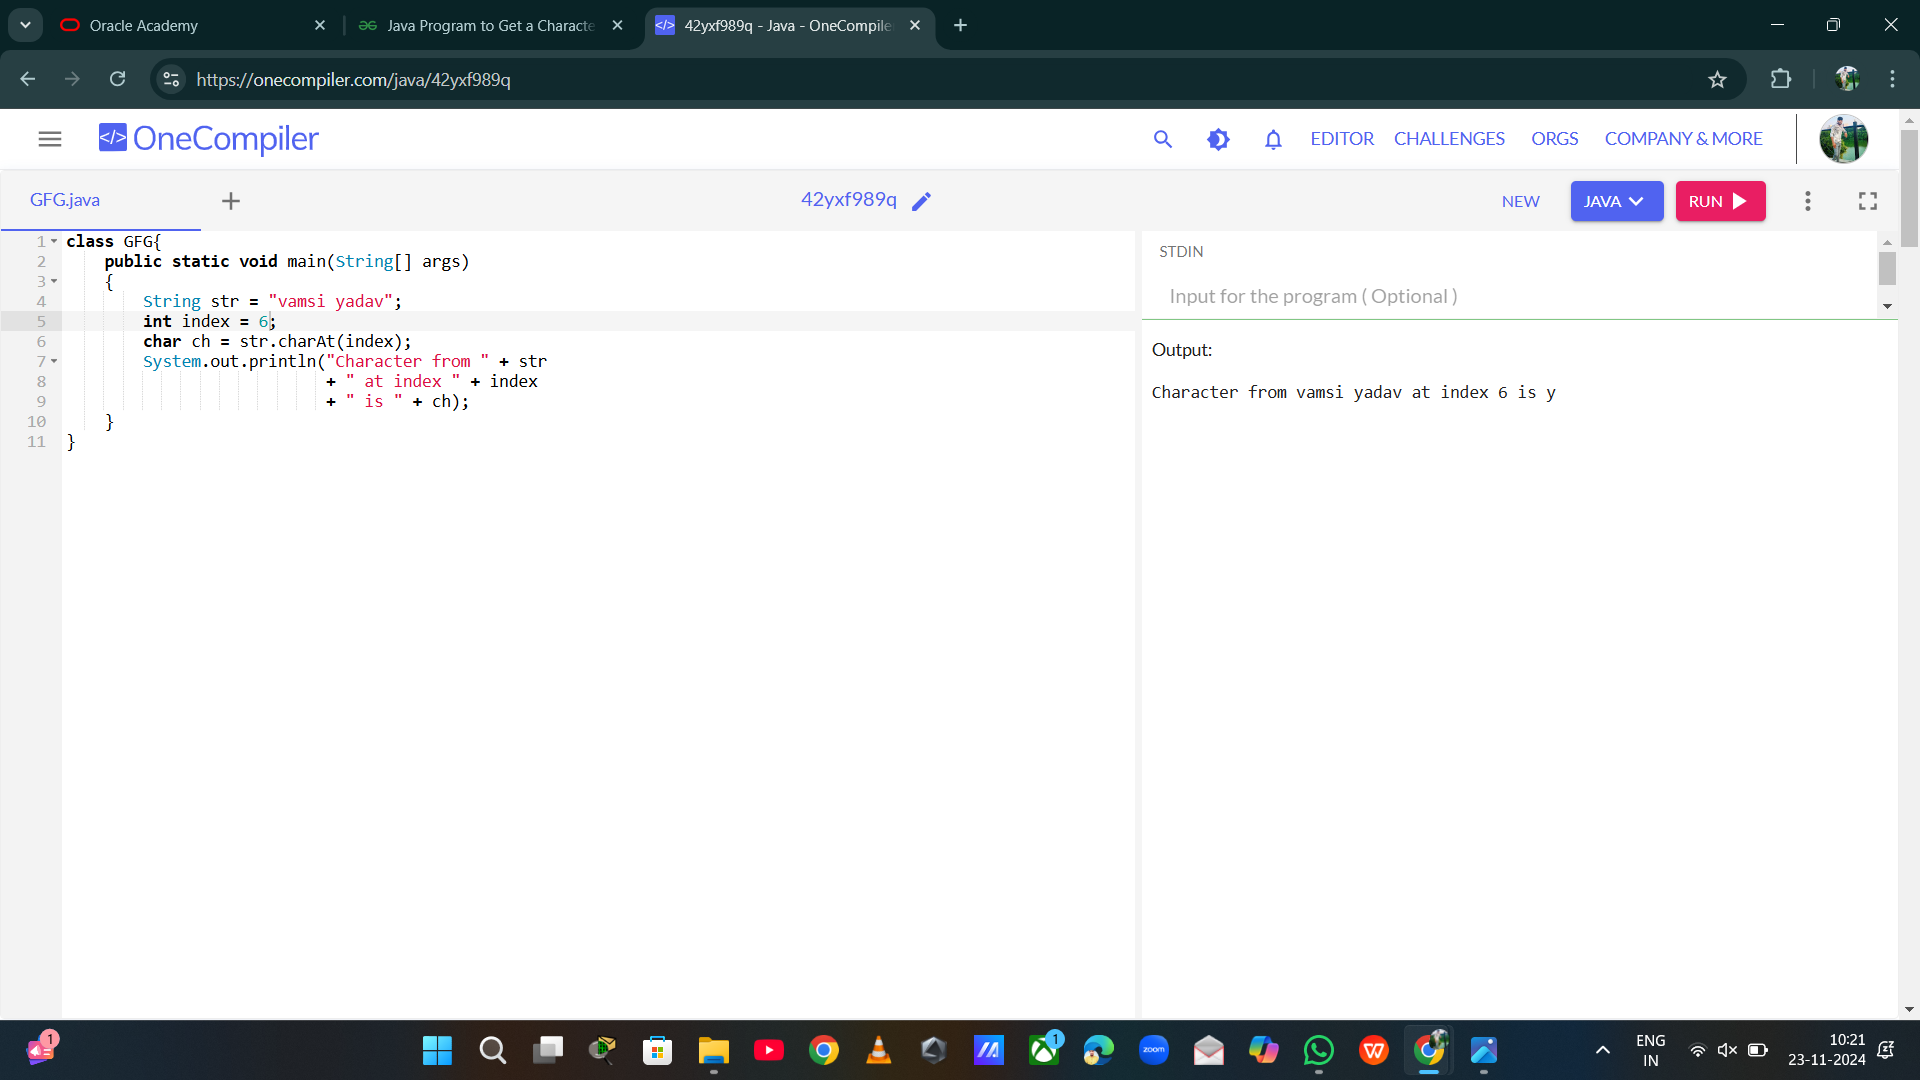 Oracle Academy
Java Program to Get a Characte
42yxf989q - Java - OneCompile
https://onecompiler.com/java/42yxf989q
</> OneCompiler
EDITOR CHALLENGES ORGS COMPANY & MORE
GFG.java
42yxf989q
NEW JAVA RUN
1 class GFG{
2 public static void main(String[] args)
3 {
4 String str = "vamsi yadav";
5 int index = 6;
6 char ch = str.charAt(index);
7 System.out.println("Character from " + str
8 + " at index " + index
9 + " is " + ch);
10 }
11 }
STDIN
Input for the program ( Optional )
Output:
Character from vamsi yadav at index 6 is y
1
1
zoom
W
ENG
IN
10:21
23-11-2024